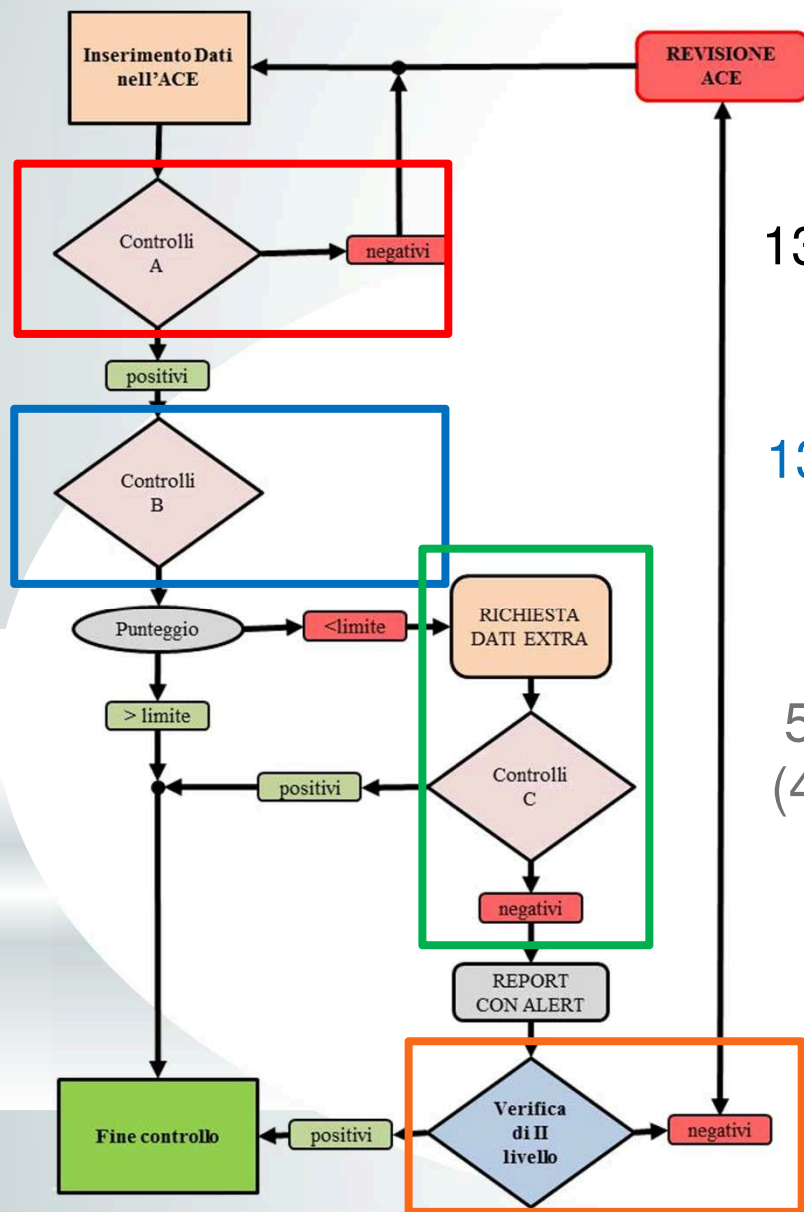 Inserimento Dati
nell'ACE
REVISIONE
ACE
Controlli
A
negativi
13
positivi
Controlli
B
13
Punteggio
<limite
RICHIESTA
DATI EXTRA
> limite
5
(4
positivi
Controlli
C
negativi
REPORT
CON ALERT
Fine controllo
positivi
Verifica
di II
livello
negativi